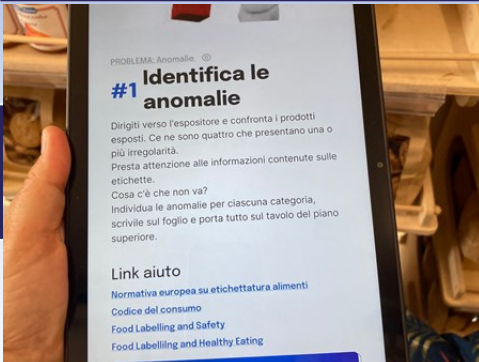 PROBLEMA: Anomalie.
#1 Identifica le
anomalie
Dirigiti verso l'espositore e confronta i prodotti
esposti. Ce ne sono quattro che presentano una o
più irregolarità.
Presta attenzione alle informazioni contenute sulle
etichette.
Cosa c'è che non va?
Individua le anomalie per ciascuna categoria,
scrivile sul foglio e porta tutto sul tavolo del piano
superiore.
Link aiuto
Normativa europea su etichettatura alimenti
Codice del consumo
Food Labelling and Safety
Food Labellilng and Healthy Eating